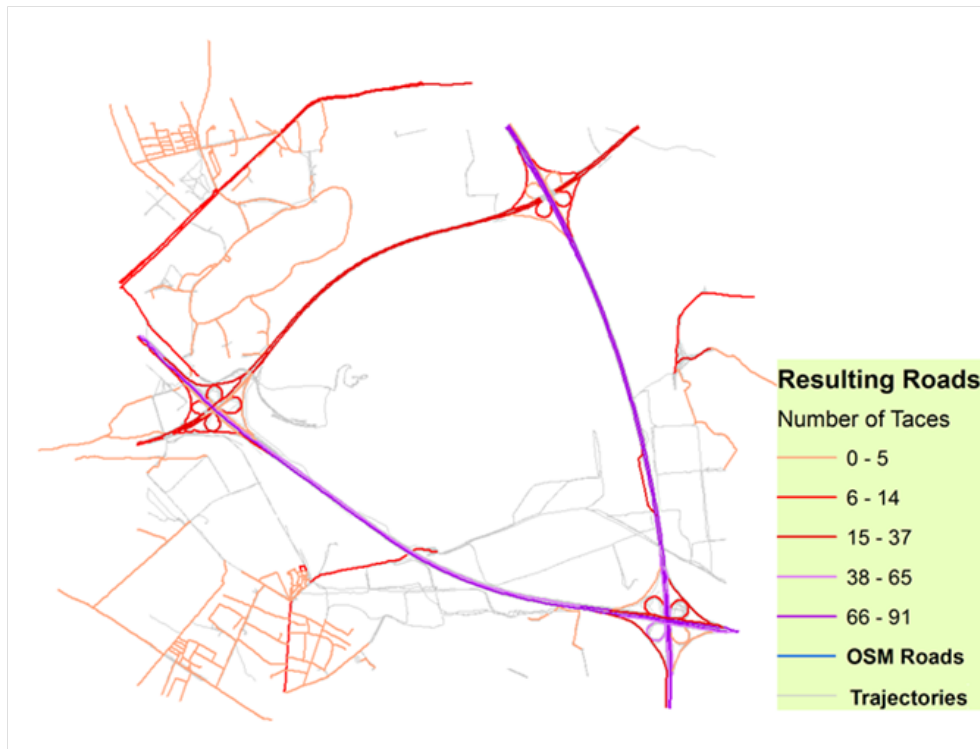 Resulting Roads
Number of Taces
0 - 5
6 - 14
15 - 37
38 - 65
66 - 91
OSM Roads
Trajectories